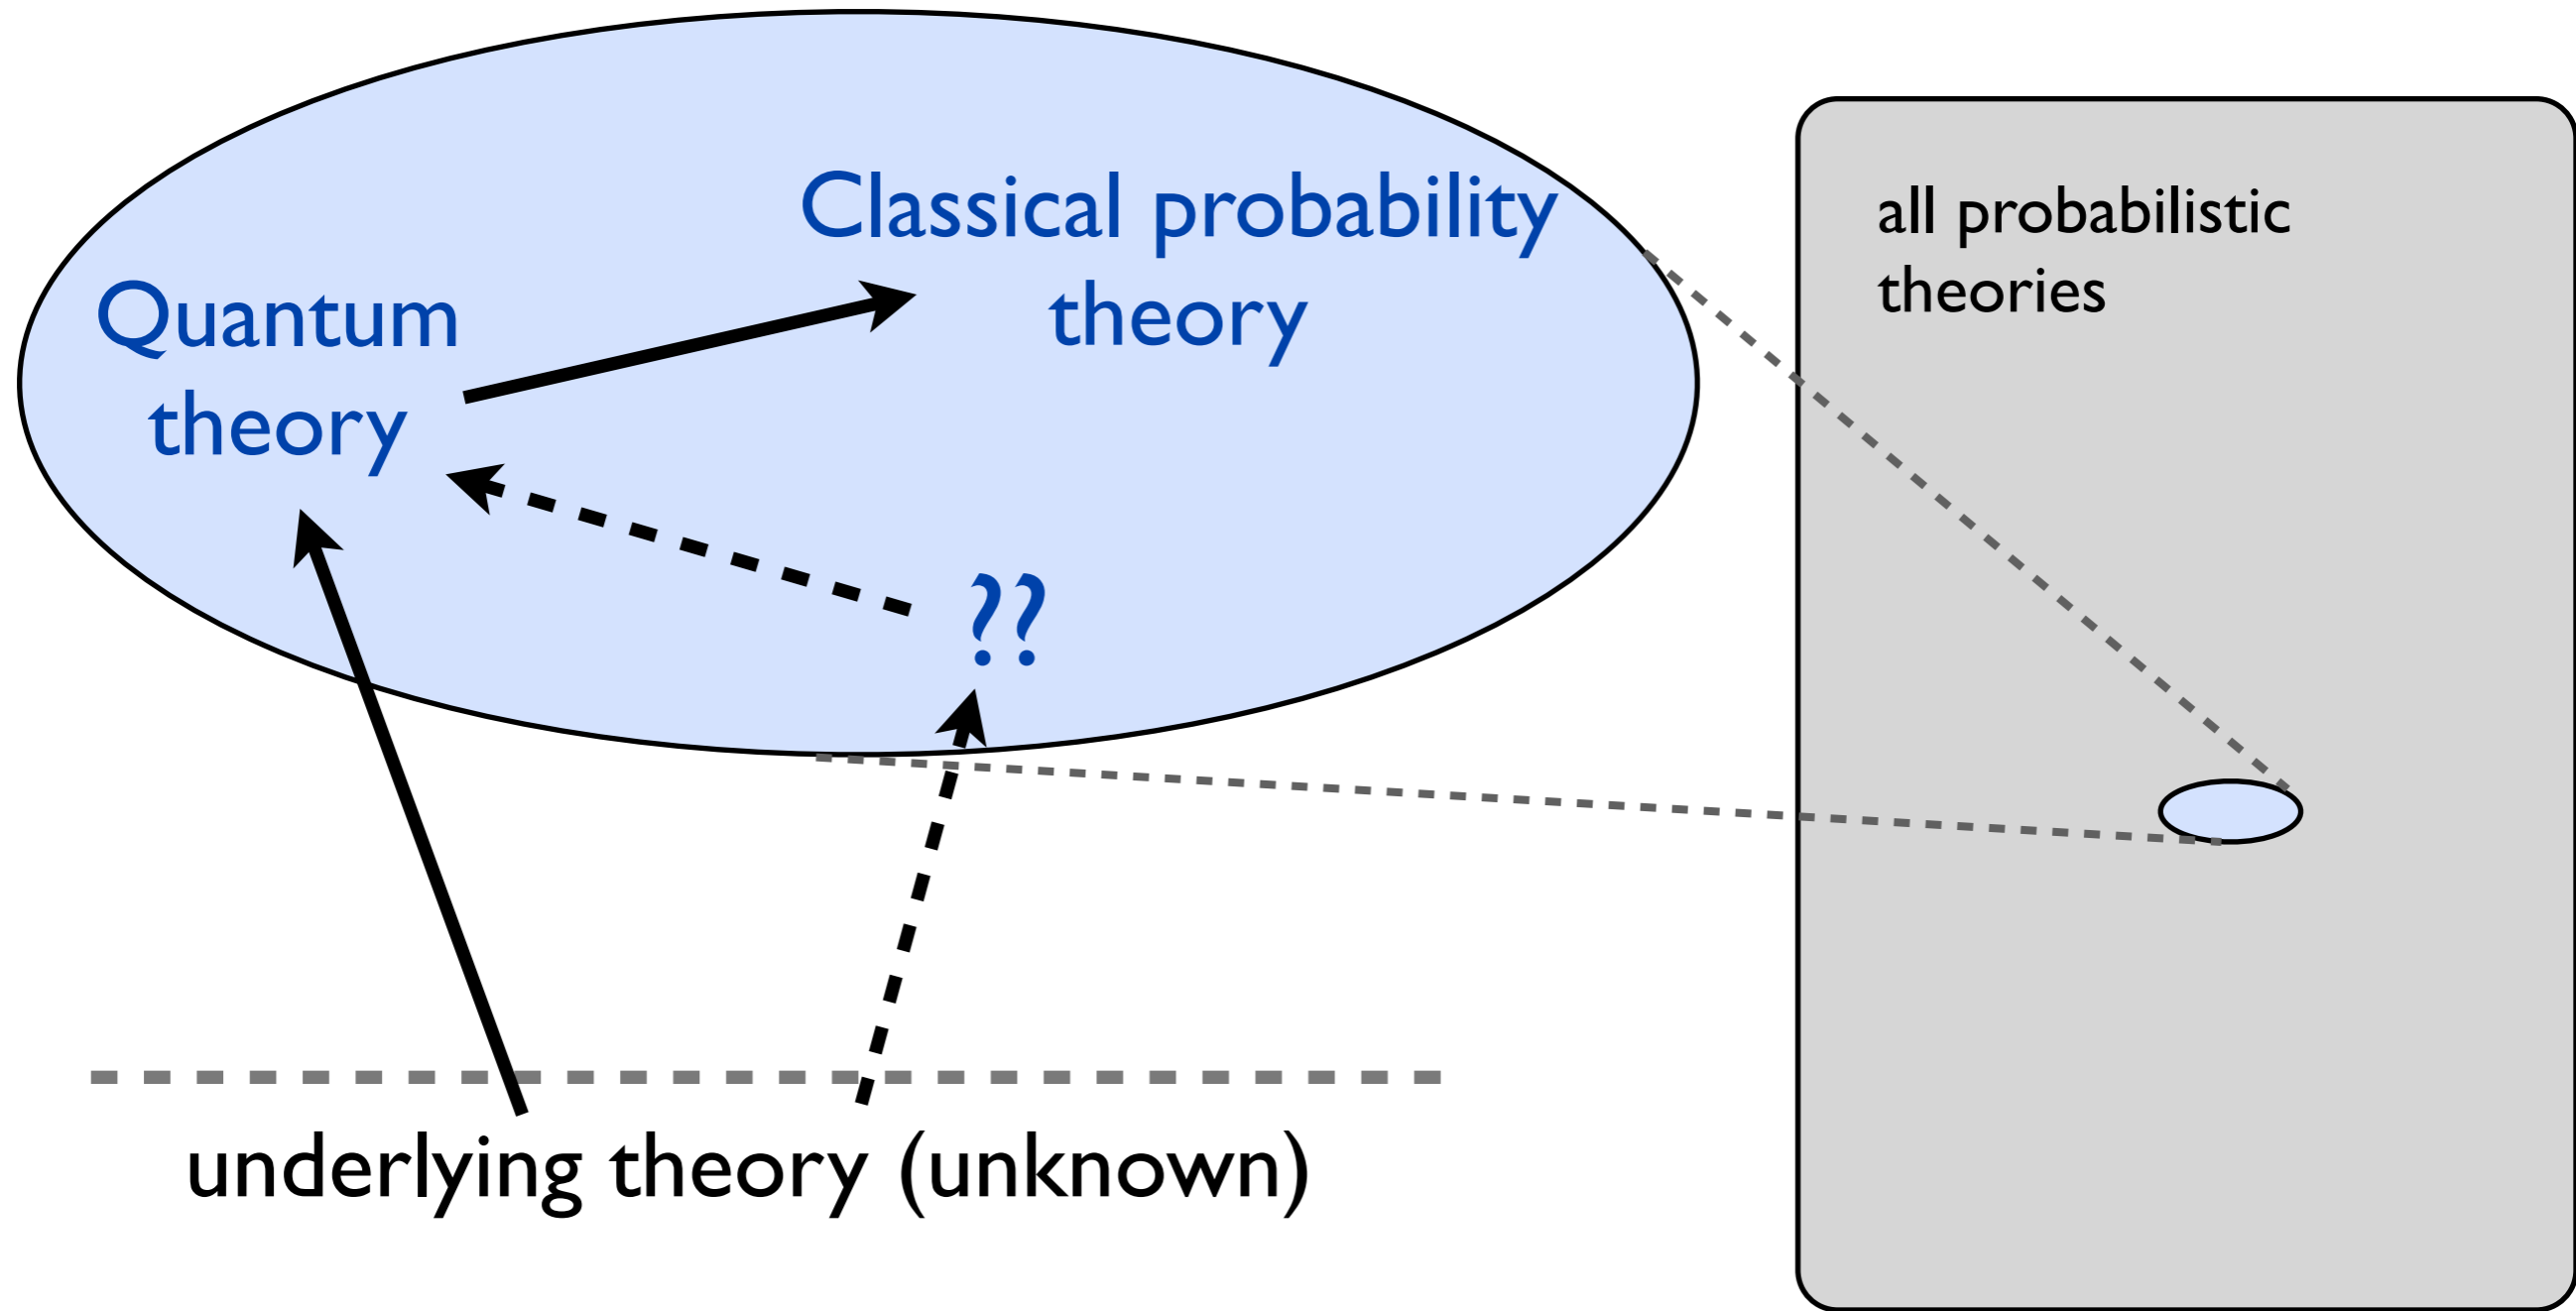 Classical probability
theory
Quantum
theory
??
underlying theory (unknown)
all probabilistic
theories